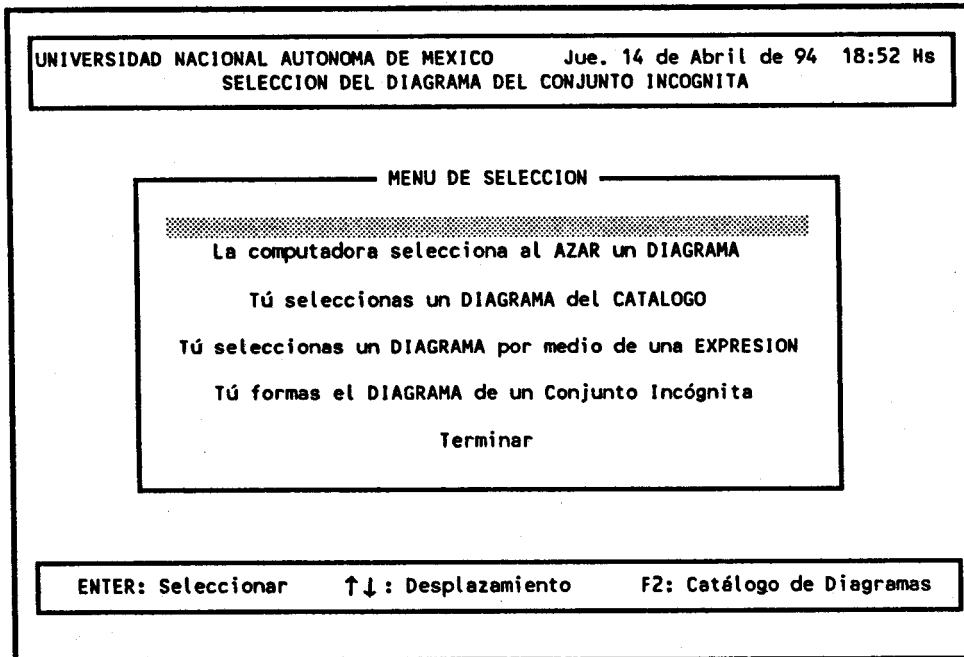 UNIVERSIDAD NACIONAL AUTONOMA DE MEXICO Jue. 14 de Abril de 94 18:52 Hs
SELECCION DEL DIAGRAMA DEL CONJUNTO INCOGNITA
MENU DE SELECCION
La computadora selecciona al AZAR un DIAGRAMA
Tú seleccionas un DIAGRAMA del CATALOGO
Tú seleccionas un DIAGRAMA por medio de una EXPRESION
Tú formas el DIAGRAMA de un Conjunto Incógnita
Terminar
ENTER: Seleccionar ↑↓ : Desplazamiento F2: Catálogo de Diagramas